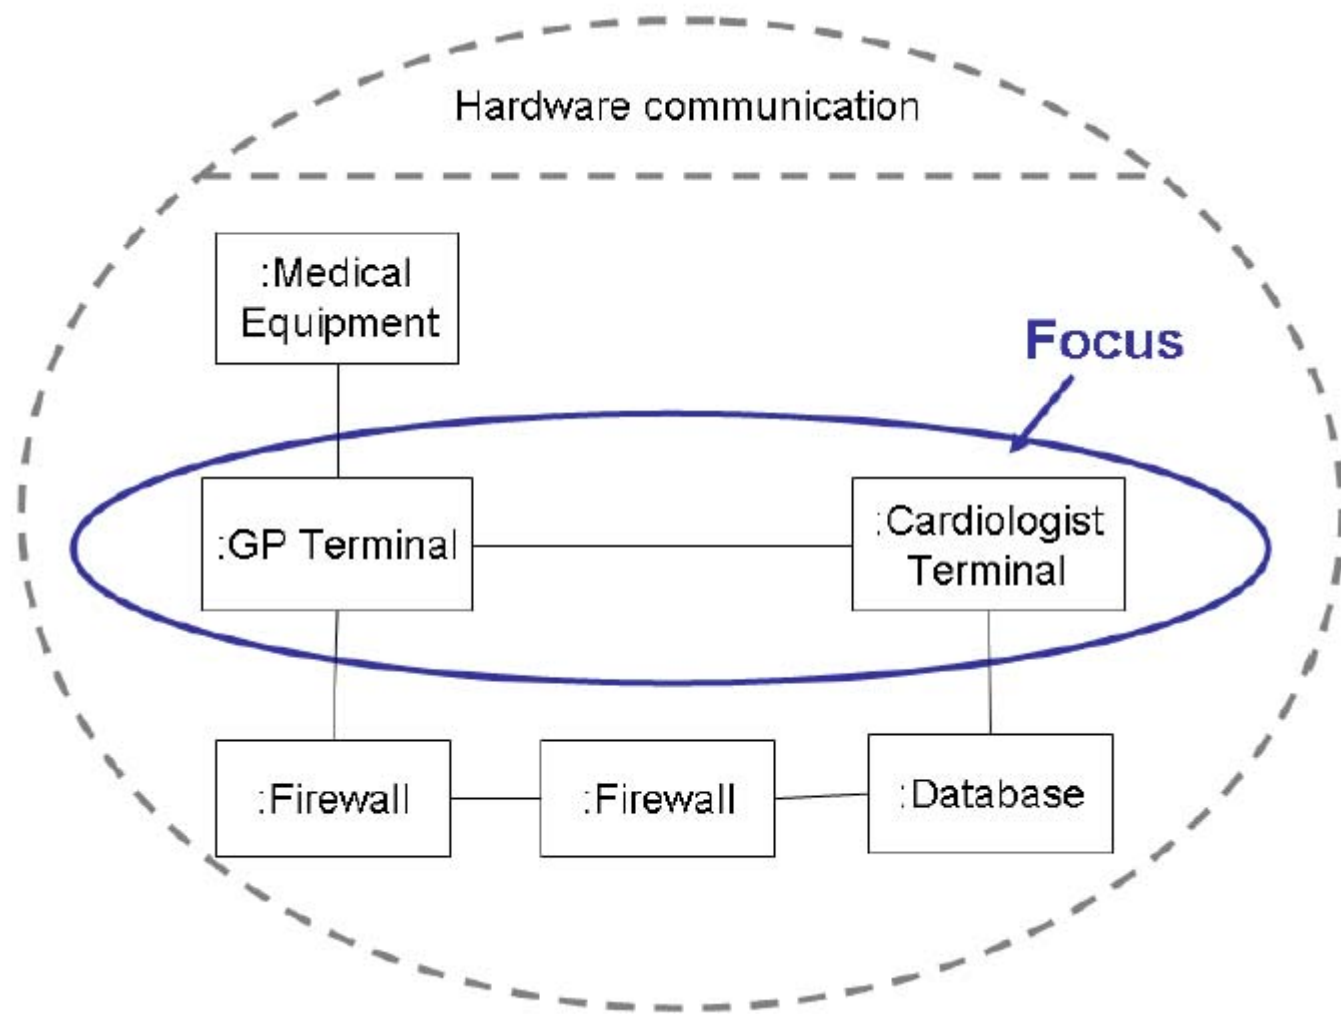 Hardware communication
:Medical
Equipment
Focus
:GP Terminal
:Cardiologist
Terminal
:Firewall
:Firewall
:Database